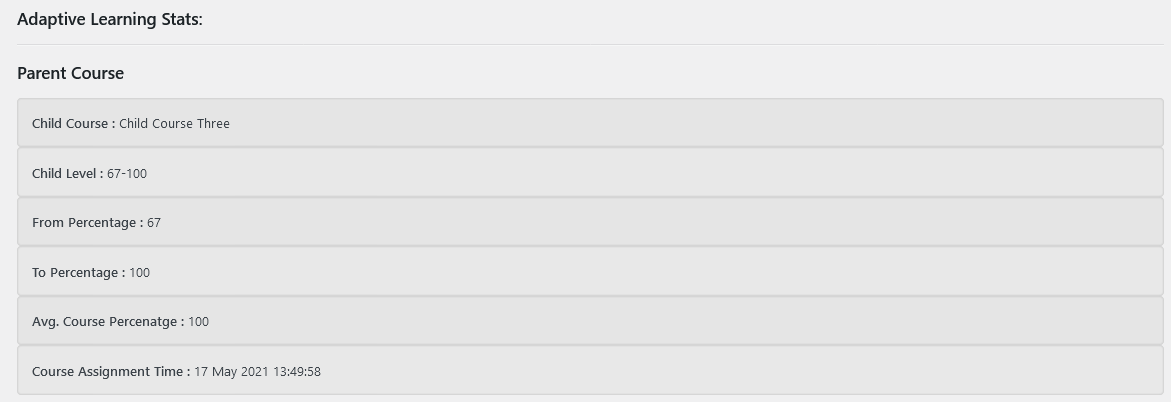 Adaptive Learning Stats:
Parent Course
Child Course : Child Course Three
Child Level : 67-100
From Percentage : 67
To Percentage : 100
Avg. Course Percenatge : 100
Course Assignment Time : 17 May 2021 13:49:58